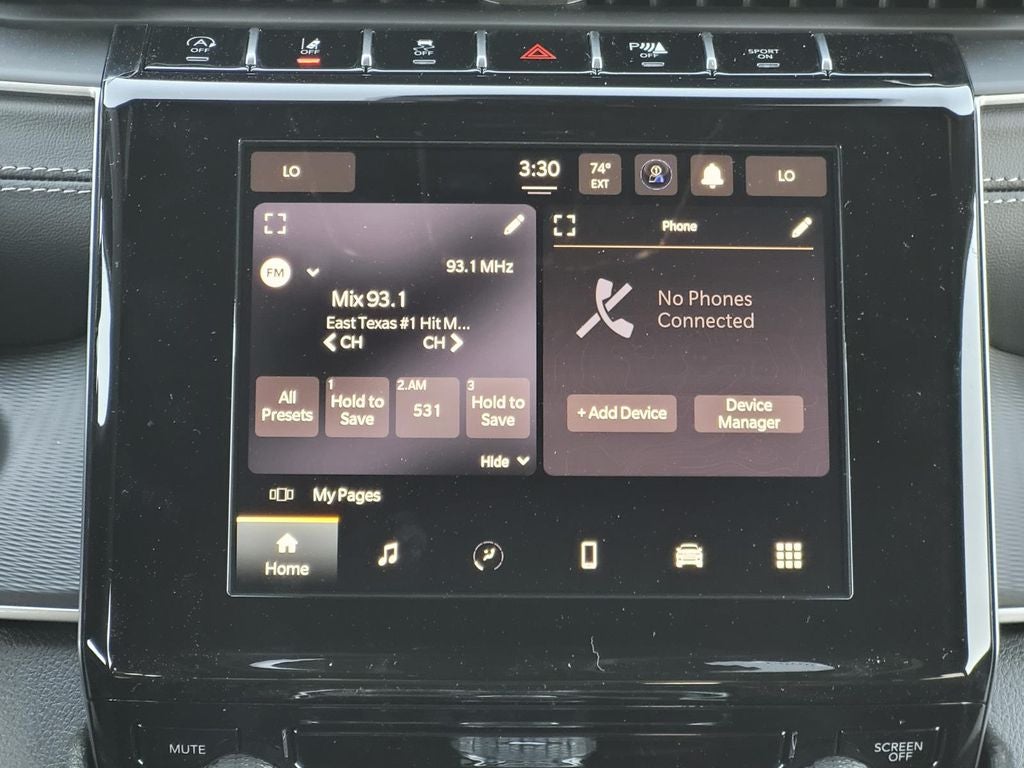 OFF
OFF
OFF
P
OFF
SPORT
ON
LO
3:30
74°
EXT
LO
Phone
FM
93.1 MHz
Mix 93.1
East Texas #1 Hit M...
CH CH
No Phones
Connected
All
Presets
1
Hold to
Save
2.AM
531
3
Hold to
Save
+ Add Device
Device
Manager
Hide
My Pages
Home
MUTE
SCREEN
OFF